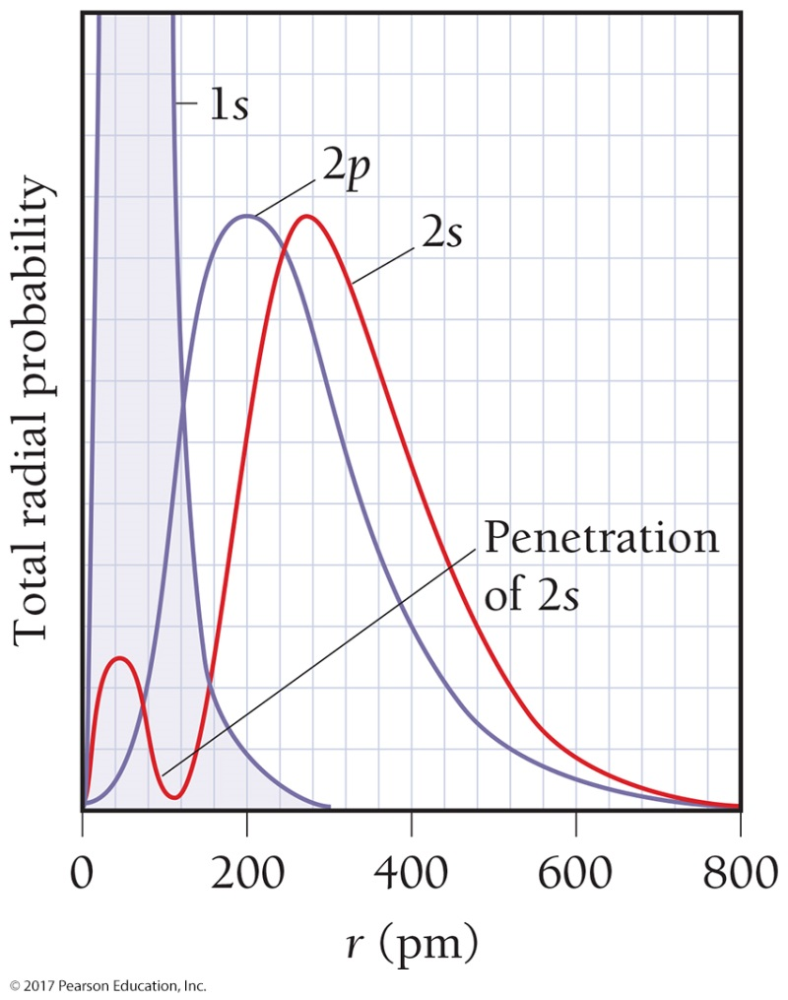 1s
2p
2s
Total radial probability
Penetration
of 2s
0 200 400 600 800
r (pm)
© 2017 Pearson Education, Inc.